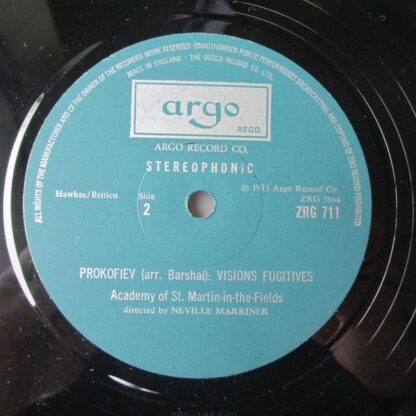 ALL RIGHTS OF THE MANUFACTURER AND OF THE OWNER OF THE RECORDED WORK RESERVED · UNAUTHORISED PUBLIC PERFORMANCE BROADCASTING AND COPYING OF THIS RECORD PROHIBITED
MADE IN ENGLAND · THE DECCA RECORD CO LTD.
argo
REGD.
ARGO RECORD CO.
STEREOPHONIC
Hawkes/Britico
Side
2
℗ 1973 Argo Record Co.
ZRG 3884
ZRG 711
PROKOFIEV (arr. Barshai): VISIONS FUGITIVES
Academy of St. Martin-in-the-Fields
directed by NEVILLE MARRINER